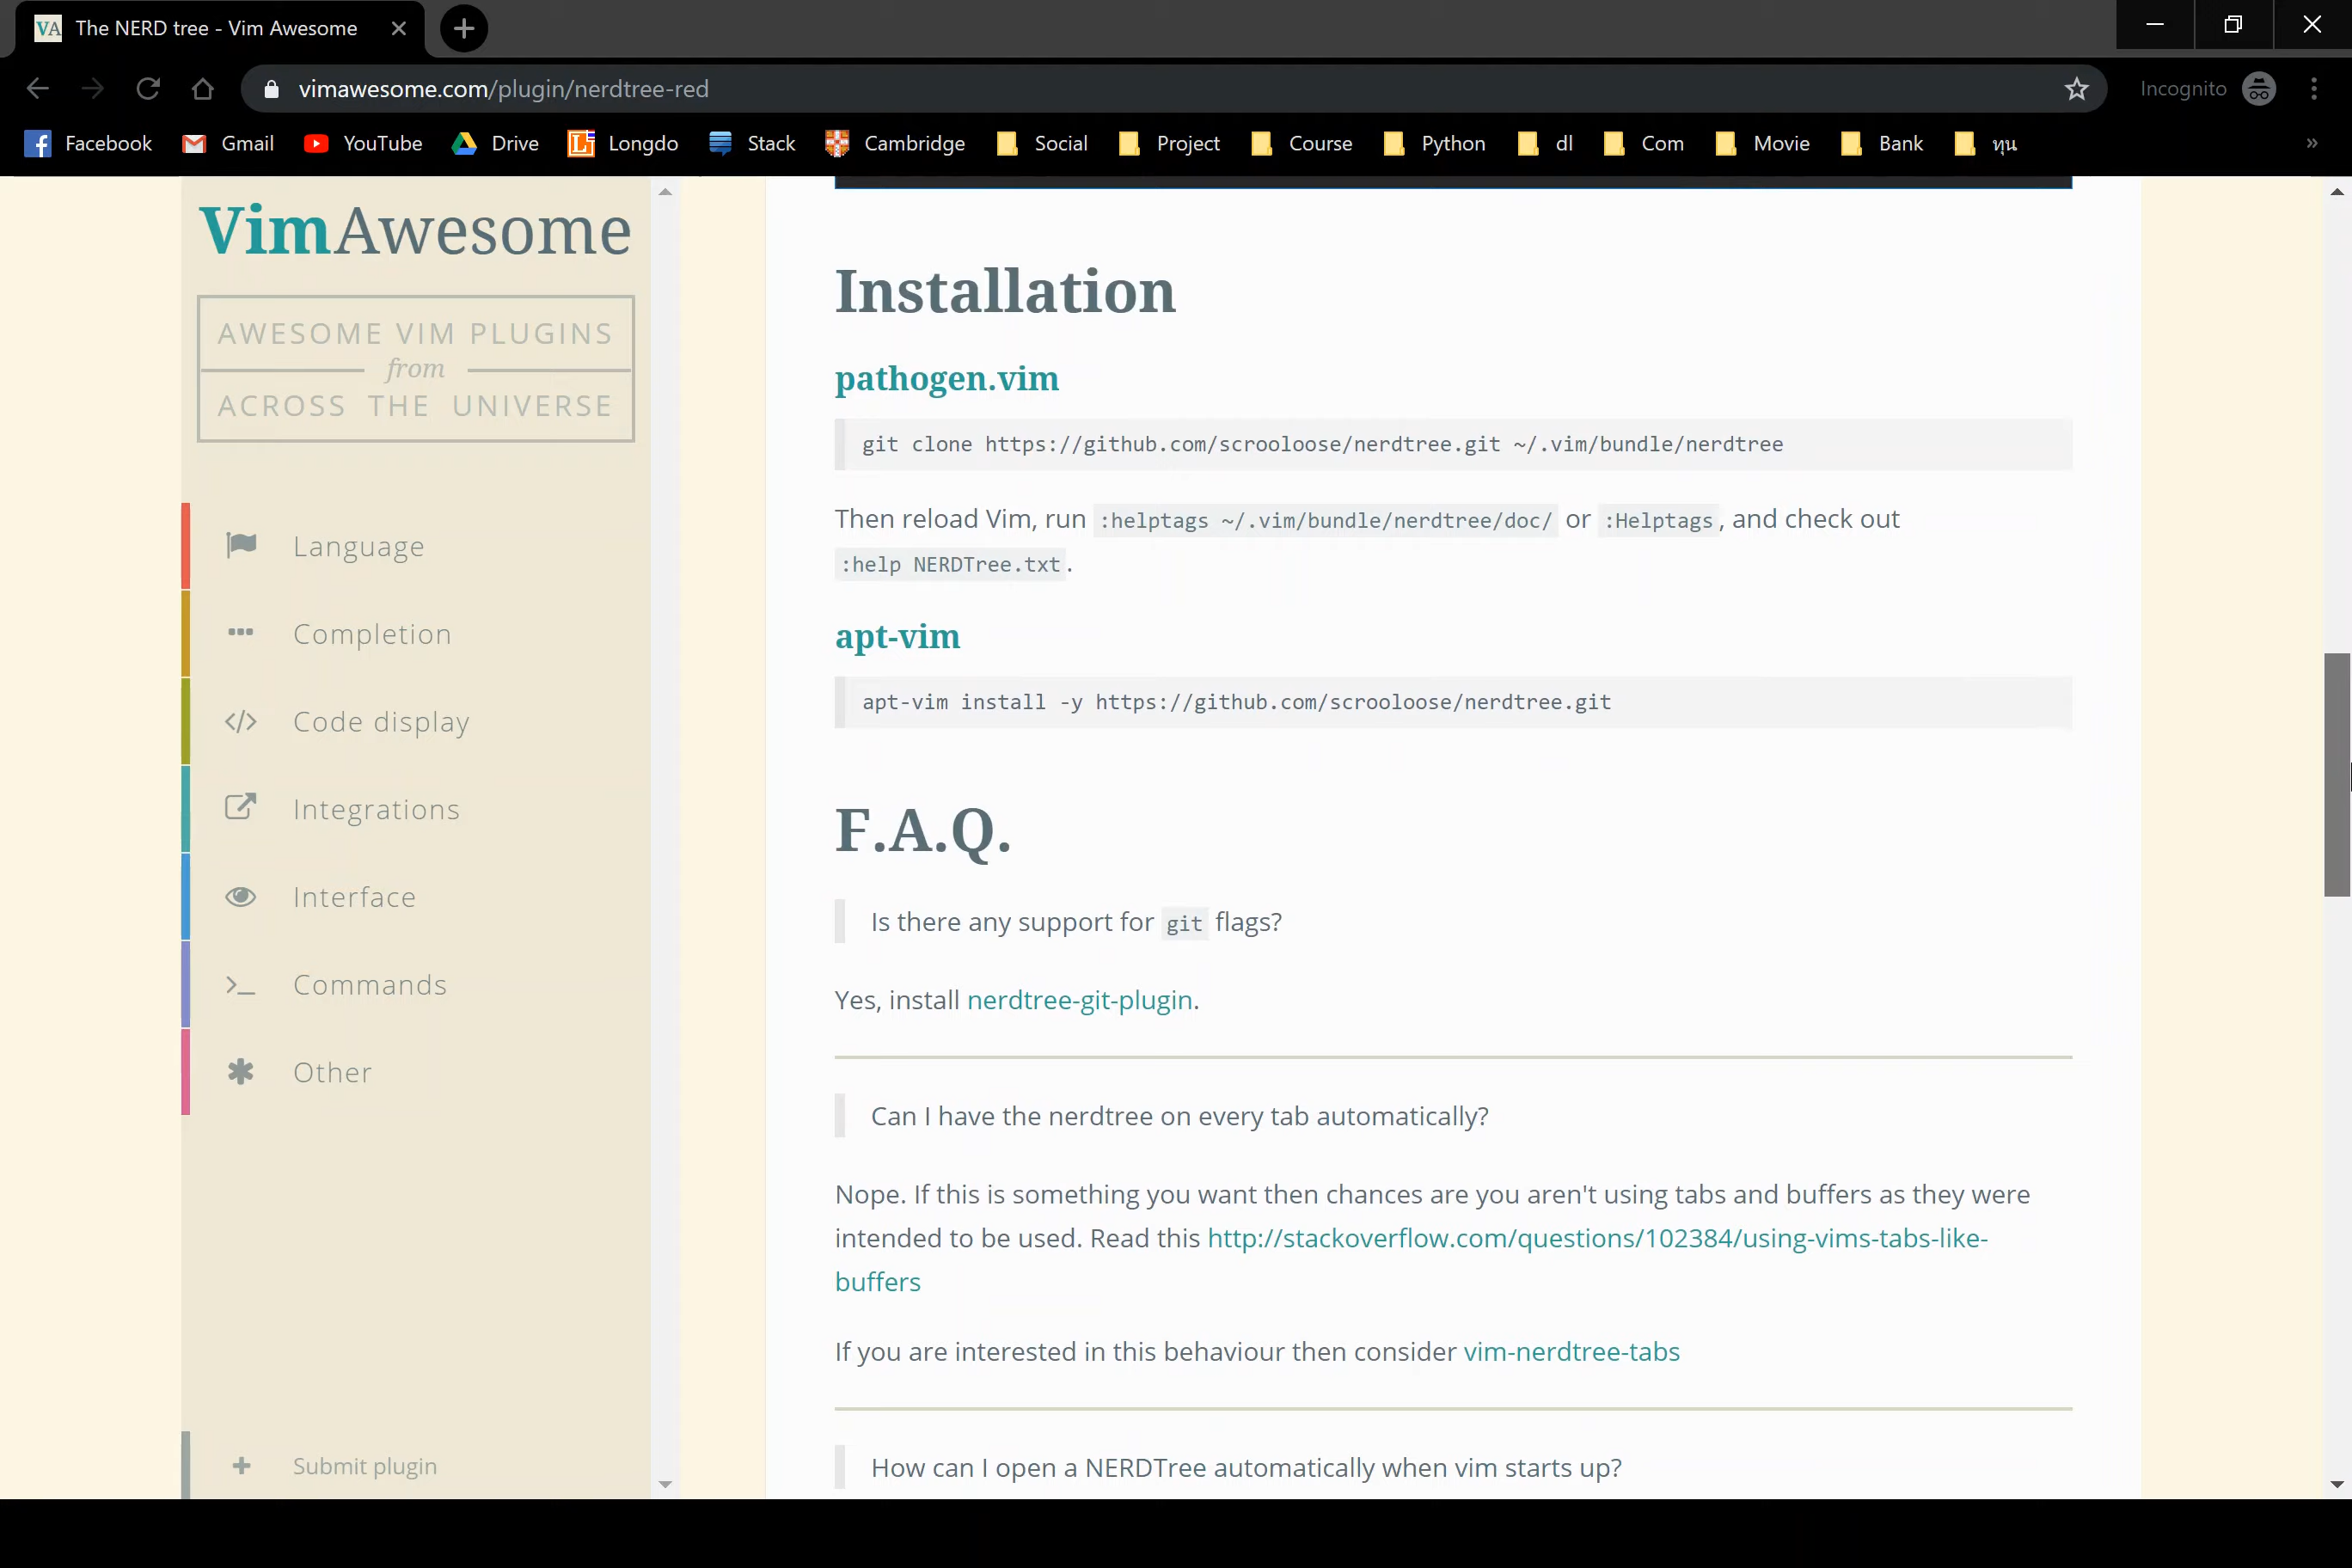 VA The NERD tree - Vim Awesome
vimawesome.com/plugin/nerdtree-red
Incognito
Facebook Gmail YouTube Drive Longdo Stack Cambridge Social Project Course Python dl Com Movie Bank ทุน »
VimAwesome
AWESOME VIM PLUGINS
from
ACROSS THE UNIVERSE
Language
Completion
Code display
Integrations
Interface
Commands
Other
Submit plugin
Installation
pathogen.vim
git clone https://github.com/scrooloose/nerdtree.git ~/.vim/bundle/nerdtree
Then reload Vim, run :helptags ~/.vim/bundle/nerdtree/doc/ or :Helptags, and check out
:help NERDTree.txt.
apt-vim
apt-vim install -y https://github.com/scrooloose/nerdtree.git
F.A.Q.
Is there any support for git flags?
Yes, install nerdtree-git-plugin.
Can I have the nerdtree on every tab automatically?
Nope. If this is something you want then chances are you aren't using tabs and buffers as they were
intended to be used. Read this http://stackoverflow.com/questions/102384/using-vims-tabs-like-
buffers
If you are interested in this behaviour then consider vim-nerdtree-tabs
How can I open a NERDTree automatically when vim starts up?